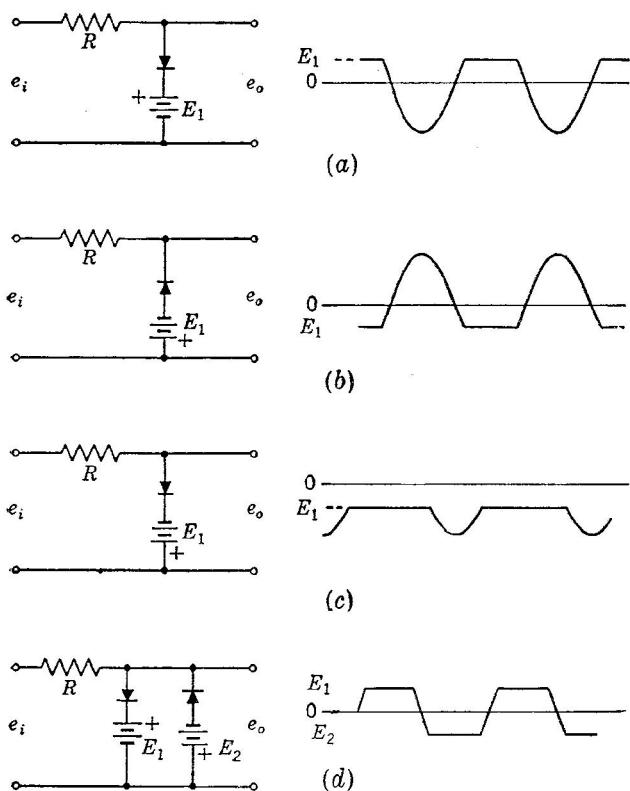 R
e_i
+
E_1
e_o
E_1
0
(a)
R
e_i
E_1
+
e_o
0
E_1
(b)
R
e_i
E_1
+
e_o
0
E_1
(c)
R
e_i
+
E_1
+
E_2
e_o
E_1
0
E_2
(d)